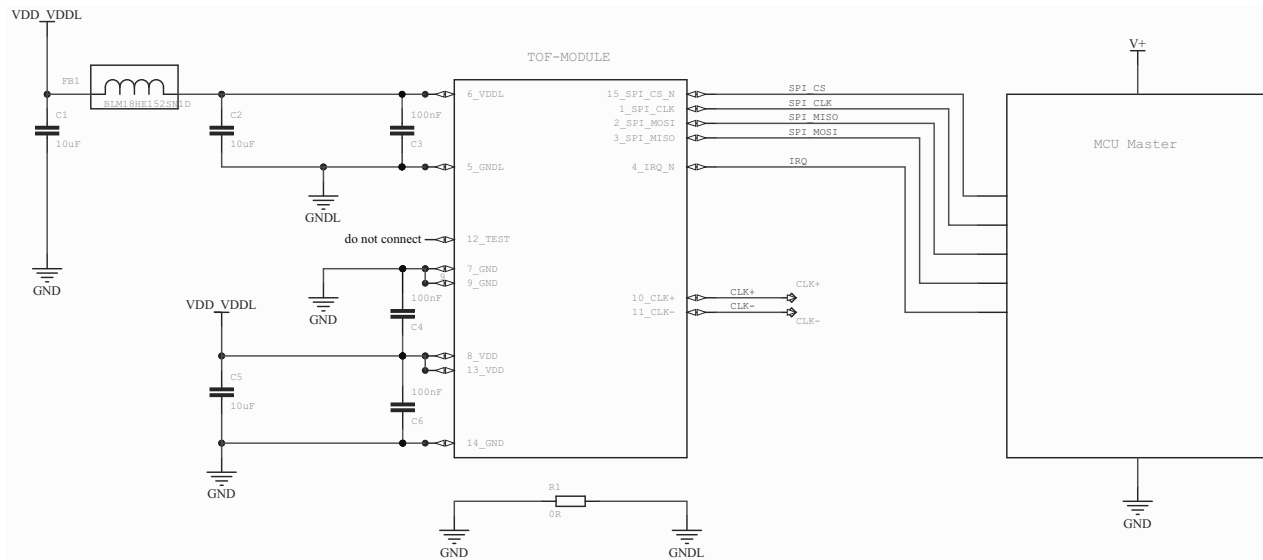 VDD_VDDL
FB1
BLM18HE152SN1D
C1
10uF
GND
C2
10uF
100nF
C3
GNDL
do not connect
GND
100nF
C4
VDD_VDDL
C5
10uF
100nF
C6
GND
TOF-MODULE
6_VDDL
5_GNDL
12_TEST
7_GND
9
9_GND
8_VDD
13_VDD
14_GND
15_SPI_CS_N
1_SPI_CLK
2_SPI_MOSI
3_SPI_MISO
4_IRQ_N
10_CLK+
11_CLK-
SPI_CS
SPI_CLK
SPI_MISO
SPI_MOSI
IRQ
CLK+
CLK-
CLK+
CLK-
R1
0R
GND
GNDL
V+
MCU Master
GND